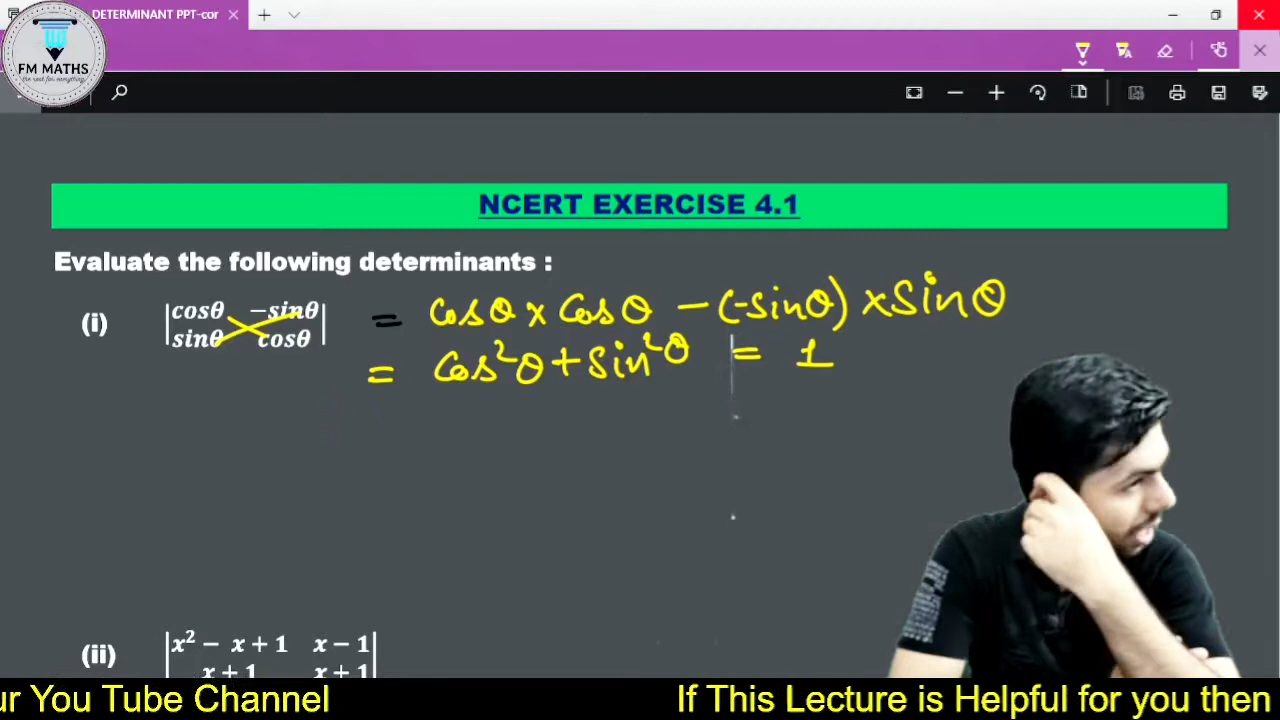 DETERMINANT PPT-cor
FM MATHS
NCERT EXERCISE 4.1
Evaluate the following determinants :
(i) |cosθ −sinθ| = cosθ × cosθ − (−sinθ) × sinθ
|sinθ cosθ|
= cos²θ + sin²θ = 1
(ii) |x² − x + 1 x − 1|
|x + 1 x + 1|
ur You Tube Channel If This Lecture is Helpful for you then